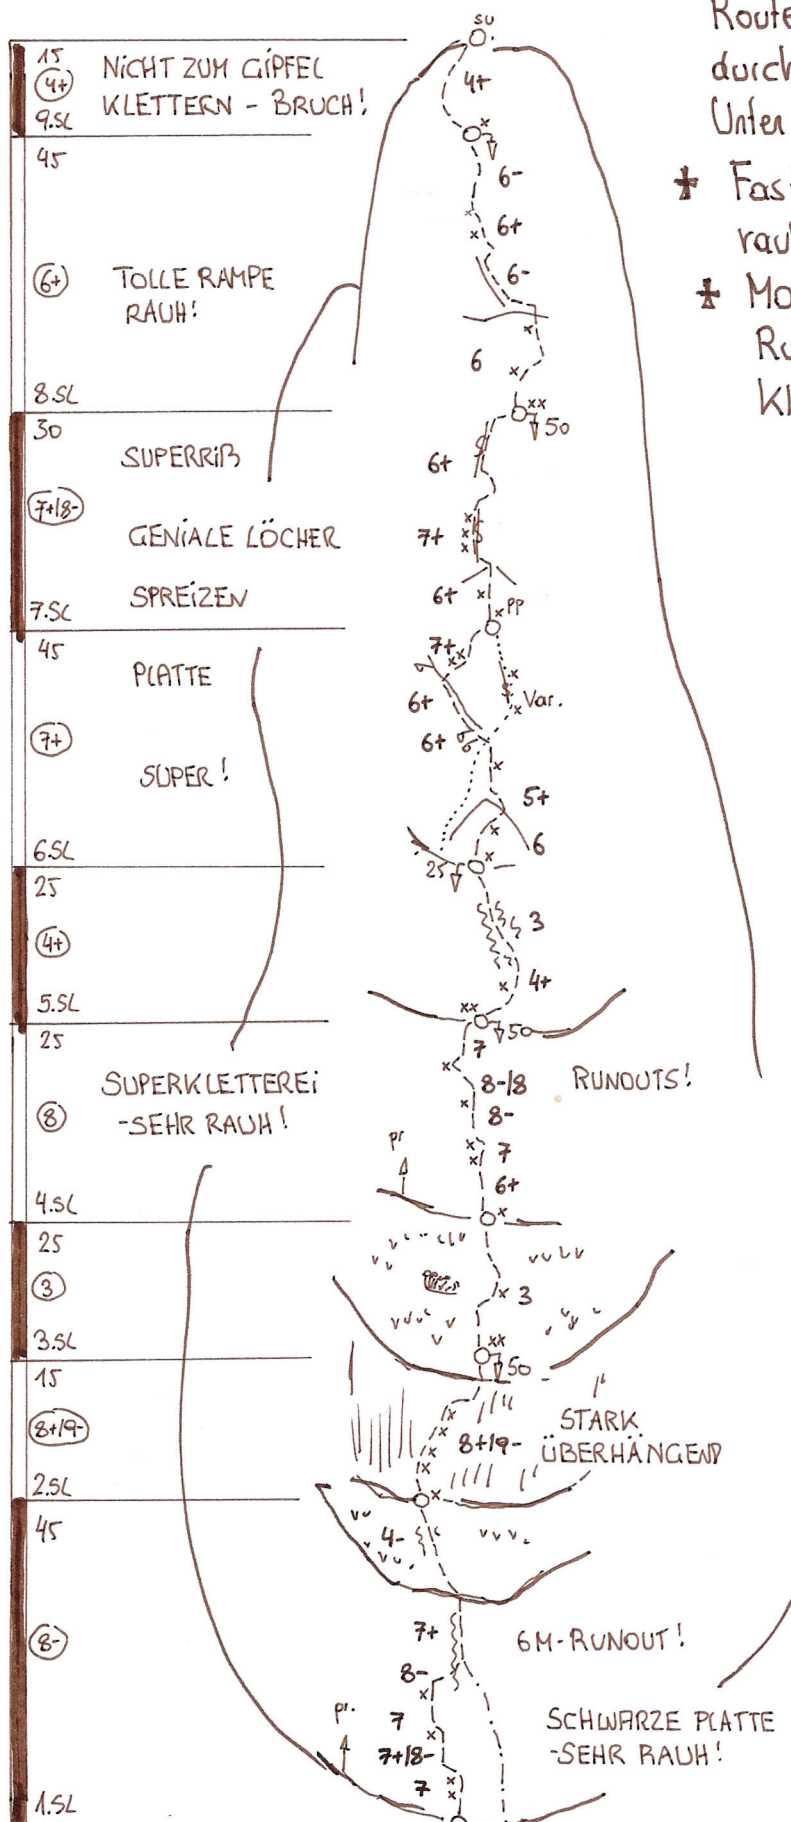 SU
Route
durch
Unter
Fas
rau
Mo
Ru
Kl
15
4+
9.SL
NICHT ZUM GIPFEL
KLETTERN - BRUCH!
4+
45
6-
6+
6-
6+
TOLLE RAMPE
RAUH!
6
8.SL
50
30
SUPERRIß
6+
7+/8-
GENIALE LÖCHER
7+
SPREIZEN
6+
PP
7.SL
45
PLATTE
7+
6+
Var.
7+
6+
SUPER!
5+
6
6.SL
25
25
3
4+
4+
5.SL
50
25
7
SUPERKLETTEREI
-SEHR RAUH!
8-/8
RUNOUTS!
8
8-
pr
7
6+
4.SL
25
3
3
3.SL
50
15
8+/9-
8+/9-
STARK
ÜBERHÄNGEND
2.SL
45
4-
7+
6M-RUNOUT!
8-
8-
pr.
7
SCHWARZE PLATTE
-SEHR RAUH!
7+/8-
7
1.SL